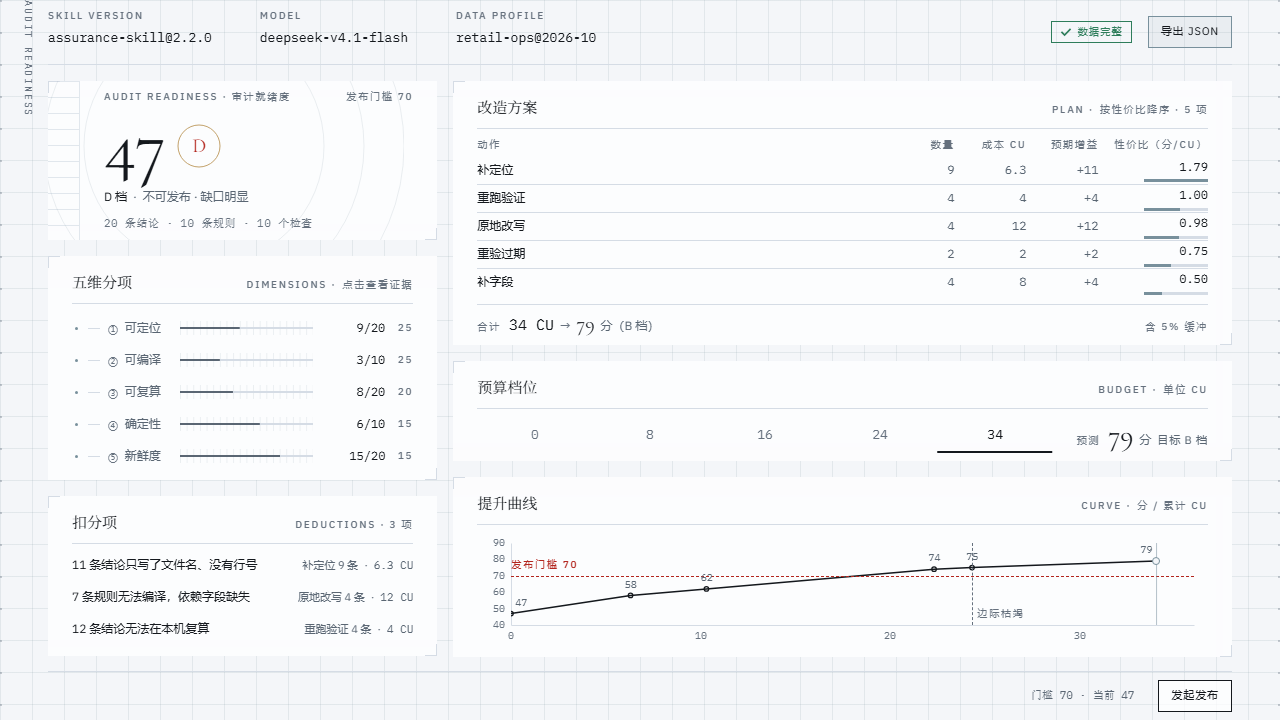 AUDIT READINESS
SKILL VERSION
assurance-skill@2.2.0
MODEL
deepseek-v4.1-flash
DATA PROFILE
retail-ops@2026-10
数据完整
导出 JSON
AUDIT READINESS · 审计就绪度
发布门槛 70
47
D
D 档 · 不可发布 · 缺口明显
20 条结论 · 10 条规则 · 10 个检查
五维分项
DIMENSIONS · 点击查看证据
① 可定位 9/20 25
② 可编译 3/10 25
③ 可复算 8/20 20
④ 确定性 6/10 15
⑤ 新鲜度 15/20 15
扣分项
DEDUCTIONS · 3 项
11 条结论只写了文件名、没有行号 补定位 9 条 · 6.3 CU
7 条规则无法编译，依赖字段缺失 原地改写 4 条 · 12 CU
12 条结论无法在本机复算 重跑验证 4 条 · 4 CU
改造方案
PLAN · 按性价比降序 · 5 项
动作 数量 成本 CU 预期增益 性价比（分/CU）
补定位 9 6.3 +11 1.79
重跑验证 4 4 +4 1.00
原地改写 4 12 +12 0.98
重验过期 2 2 +2 0.75
补字段 4 8 +4 0.50
合计 34 CU → 79 分（B 档）
含 5% 缓冲
预算档位
BUDGET · 单位 CU
0 8 16 24 34
预测 79 分 目标 B 档
提升曲线
CURVE · 分 / 累计 CU
90
80
70
60
50
40
发布门槛 70
47
58
62
74
75
79
边际枯竭
0 10 20 30
门槛 70 · 当前 47
发起发布